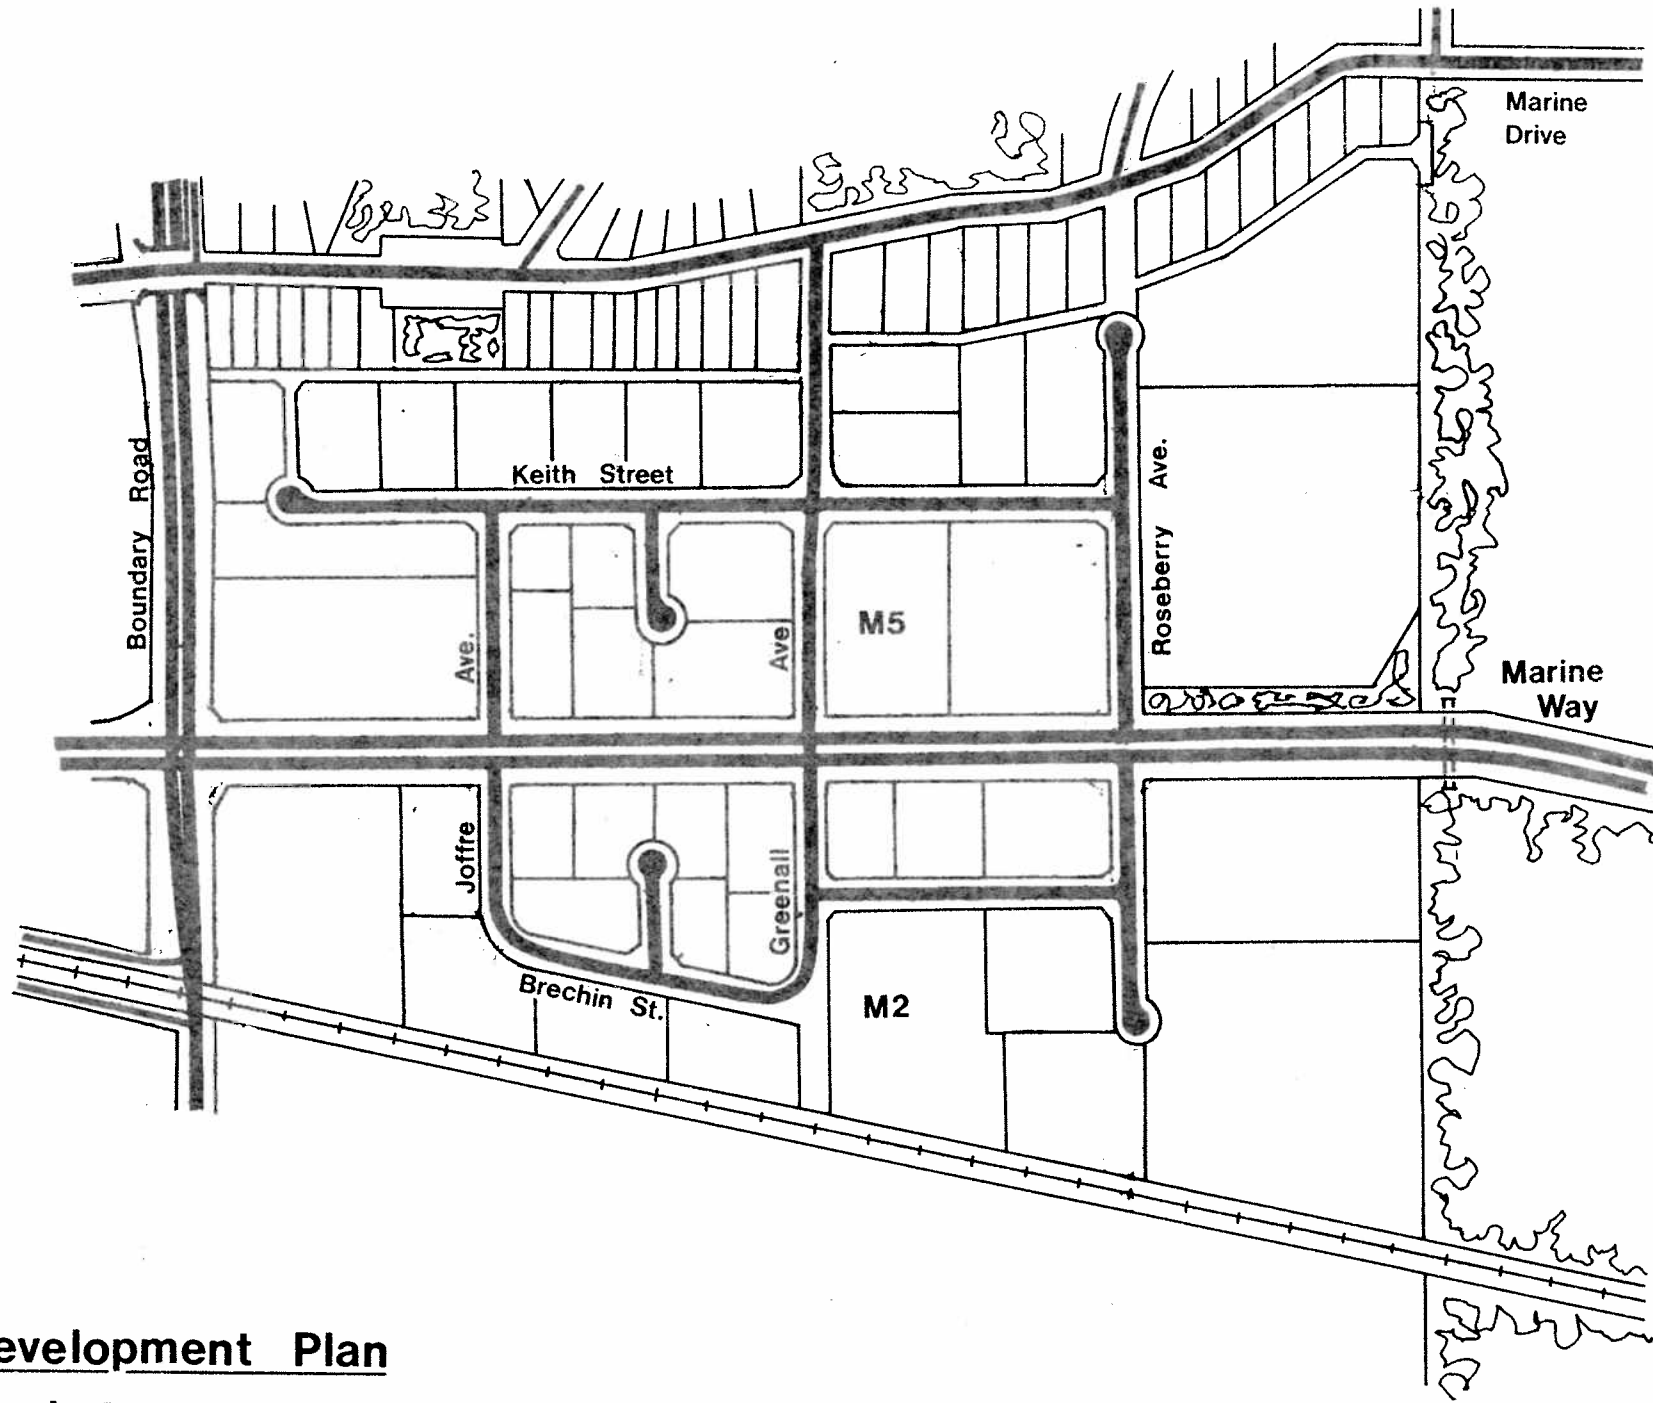 Marine
Drive
Boundary Road
Keith Street
Roseberry Ave.
Ave.
Ave
M5
Marine
Way
Joffre
Greenall
Brechin St.
M2
evelopment Plan